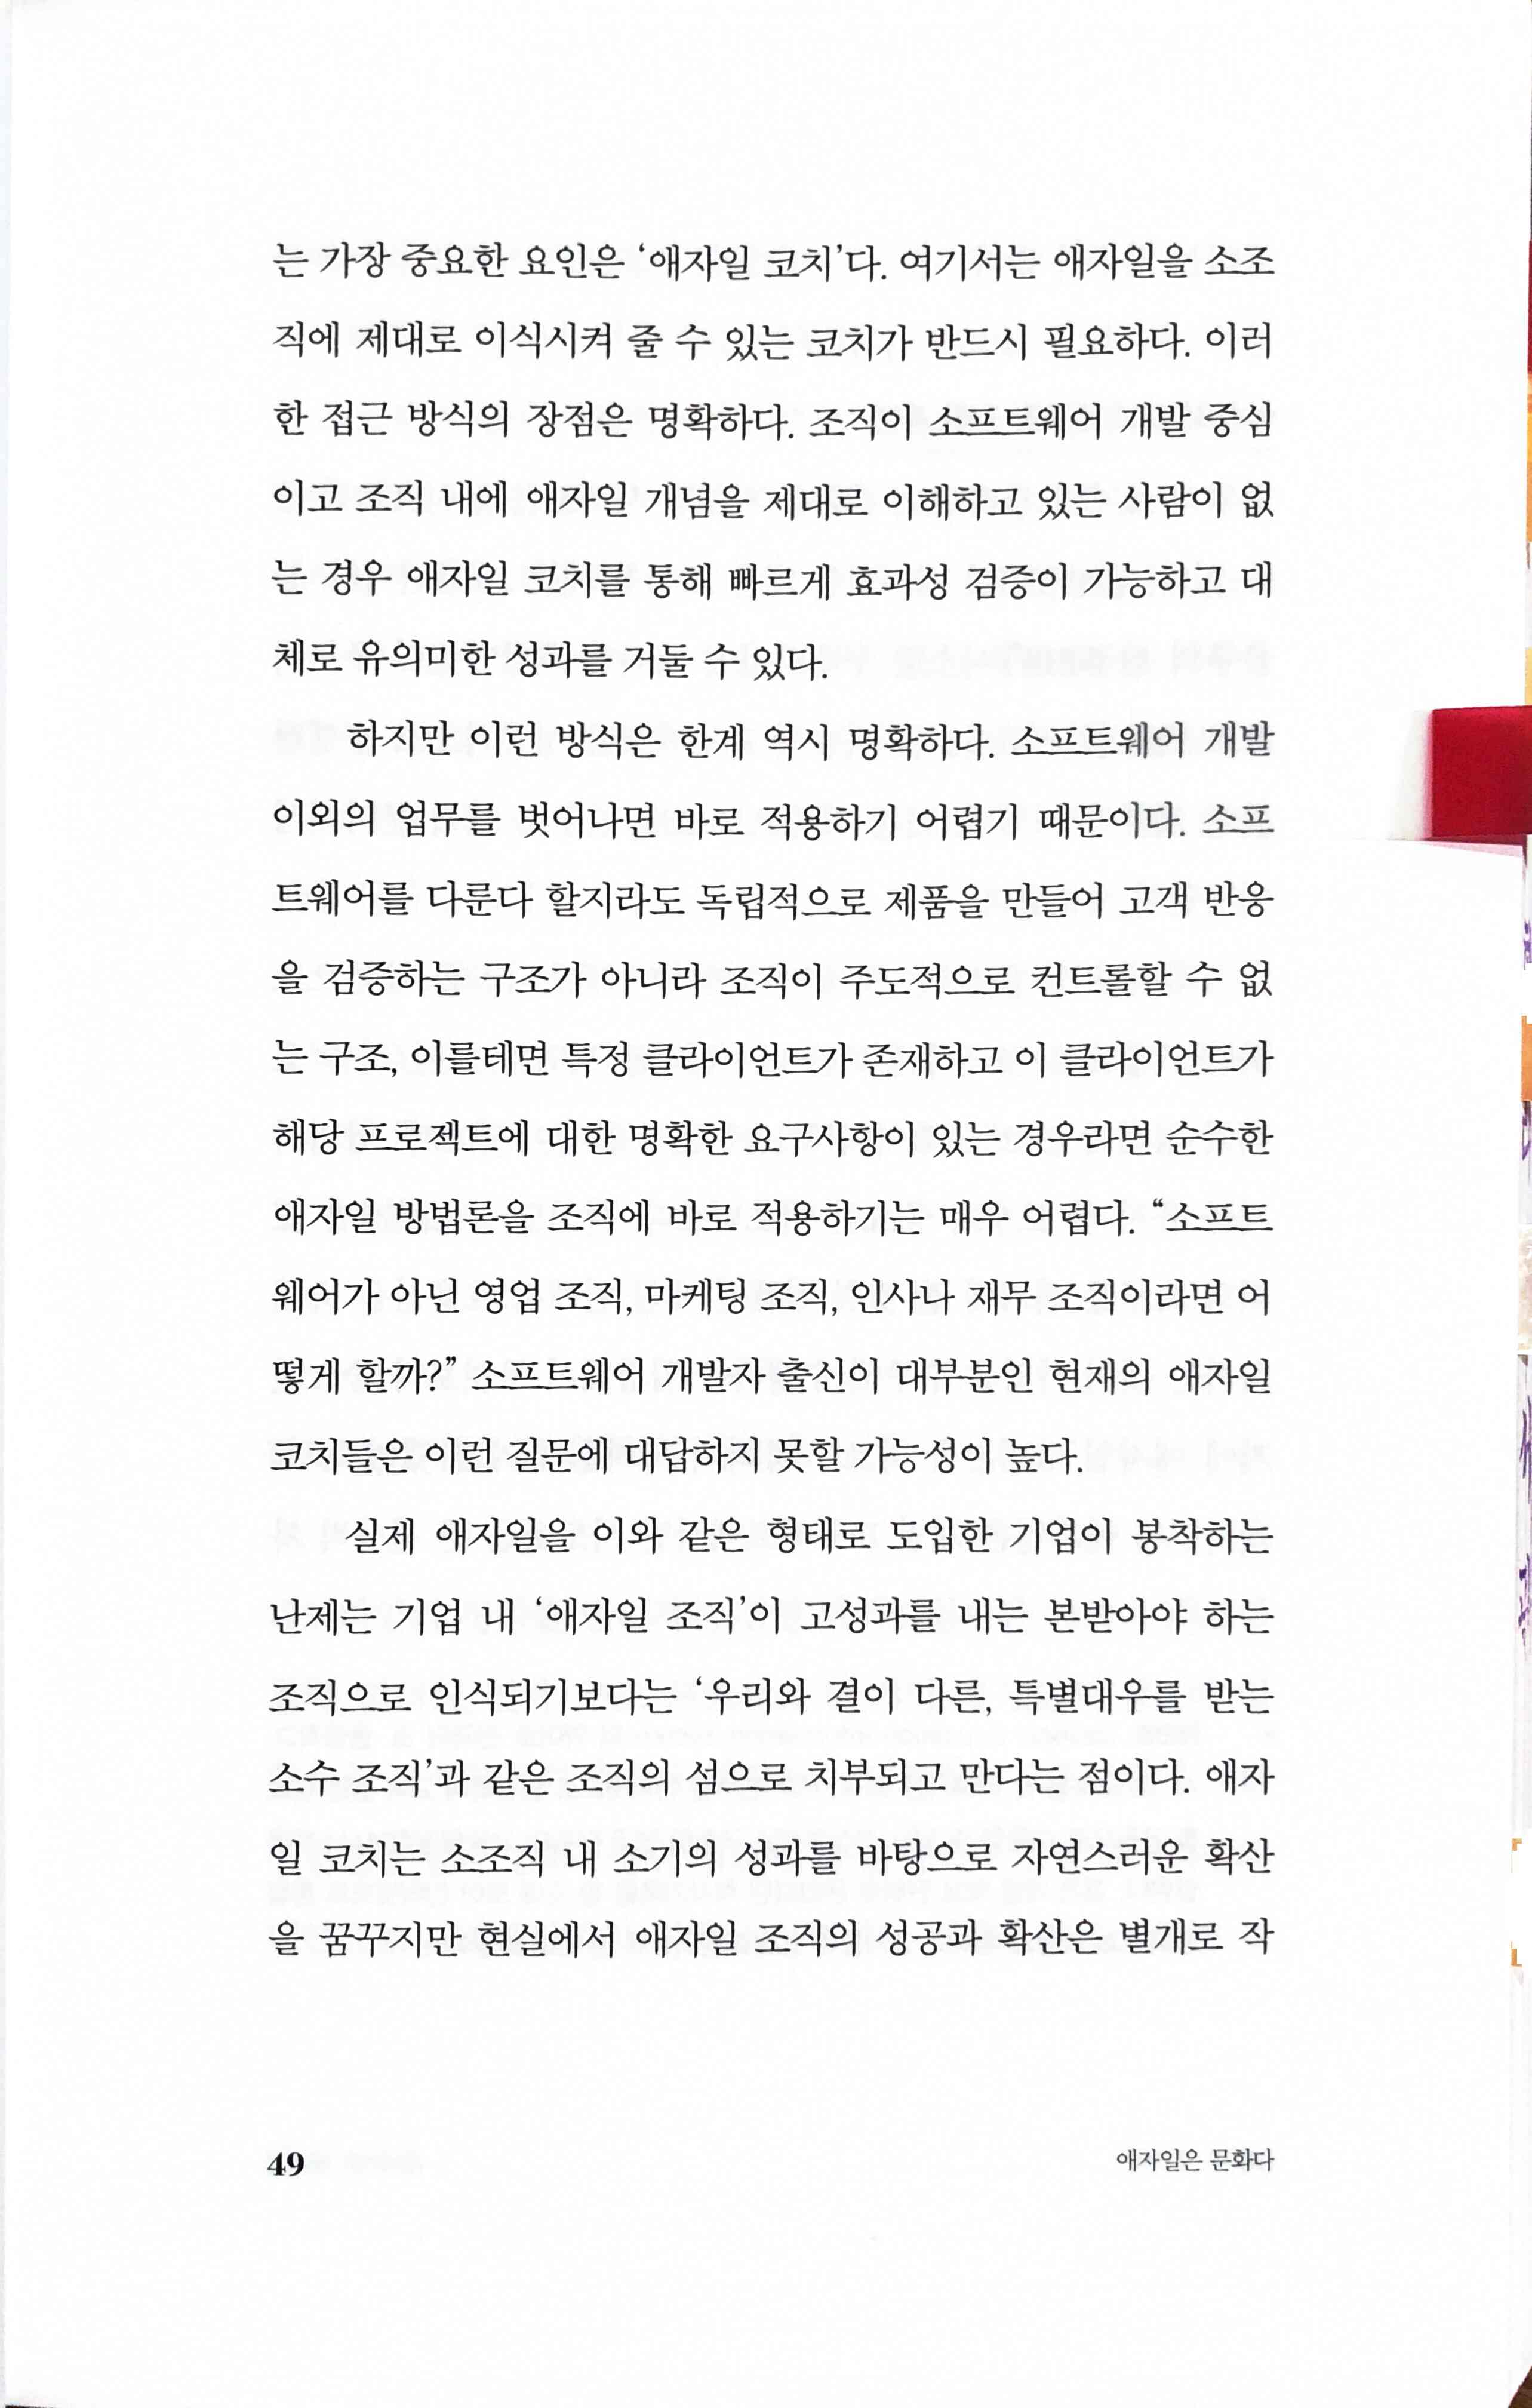 는 가장 중요한 요인은 ‘애자일 코치’다. 여기서는 애자일을 소조
직에 제대로 이식시켜 줄 수 있는 코치가 반드시 필요하다. 이러
한 접근 방식의 장점은 명확하다. 조직이 소프트웨어 개발 중심
이고 조직 내에 애자일 개념을 제대로 이해하고 있는 사람이 없
는 경우 애자일 코치를 통해 빠르게 효과성 검증이 가능하고 대
체로 유의미한 성과를 거둘 수 있다.
하지만 이런 방식은 한계 역시 명확하다. 소프트웨어 개발
이외의 업무를 벗어나면 바로 적용하기 어렵기 때문이다. 소프
트웨어를 다룬다 할지라도 독립적으로 제품을 만들어 고객 반응
을 검증하는 구조가 아니라 조직이 주도적으로 컨트롤할 수 없
는 구조, 이를테면 특정 클라이언트가 존재하고 이 클라이언트가
해당 프로젝트에 대한 명확한 요구사항이 있는 경우라면 순수한
애자일 방법론을 조직에 바로 적용하기는 매우 어렵다. “소프트
웨어가 아닌 영업 조직, 마케팅 조직, 인사나 재무 조직이라면 어
떻게 할까?” 소프트웨어 개발자 출신이 대부분인 현재의 애자일
코치들은 이런 질문에 대답하지 못할 가능성이 높다.
실제 애자일을 이와 같은 형태로 도입한 기업이 봉착하는
난제는 기업 내 ‘애자일 조직’이 고성과를 내는 본받아야 하는
조직으로 인식되기보다는 ‘우리와 결이 다른, 특별대우를 받는
소수 조직’과 같은 조직의 섬으로 치부되고 만다는 점이다. 애자
일 코치는 소조직 내 소기의 성과를 바탕으로 자연스러운 확산
을 꿈꾸지만 현실에서 애자일 조직의 성공과 확산은 별개로 작
49
애자일은 문화다